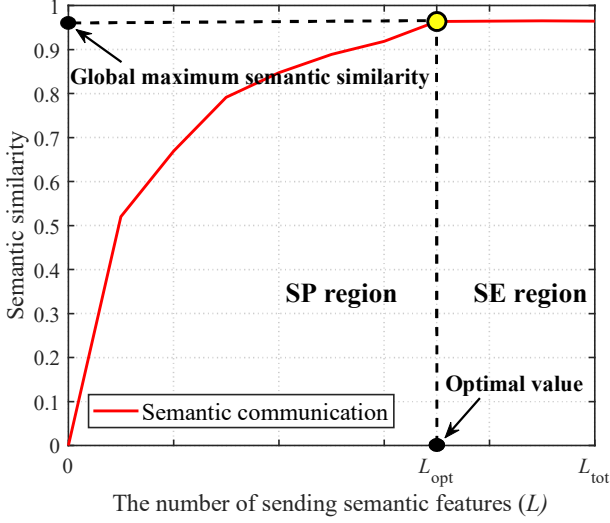 1
0.9
0.8
0.7
0.6
0.5
0.4
0.3
0.2
0.1
0
Semantic similarity
Global maximum semantic similarity
SP region
SE region
Optimal value
Semantic communication
0
L_opt
L_tot
The number of sending semantic features (L)